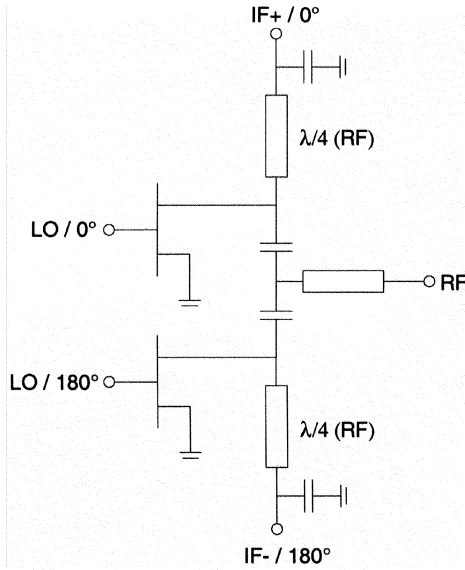 IF+ / 0°
λ/4 (RF)
LO / 0°
RF
LO / 180°
λ/4 (RF)
IF- / 180°